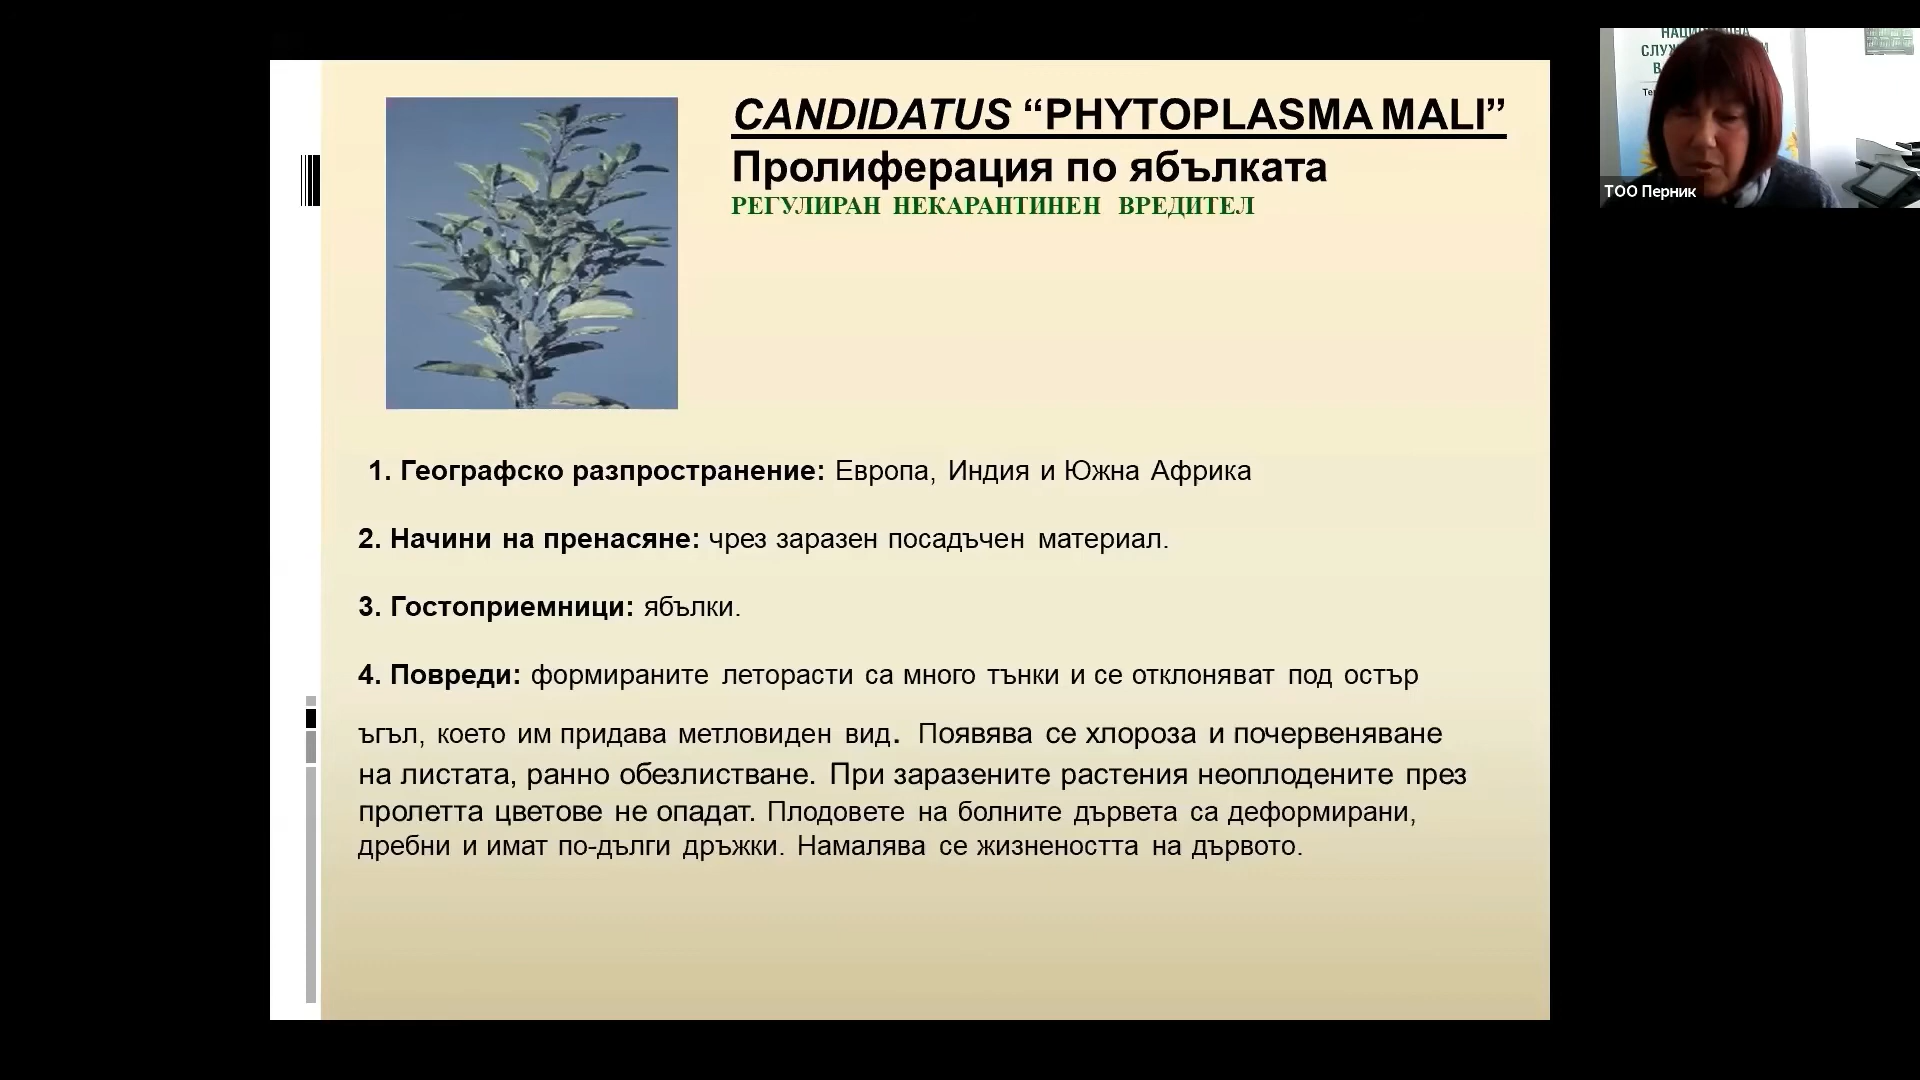 CANDIDATUS “PHYTOPLASMA MALI”
Пролиферация по ябълката
РЕГУЛИРАН НЕКАРАНТИНЕН ВРЕДИТЕЛ
1. Географско разпространение: Европа, Индия и Южна Африка
2. Начини на пренасяне: чрез заразен посадъчен материал.
3. Гостоприемници: ябълки.
4. Повреди: формираните леторасти са много тънки и се отклоняват под остър
ъгъл, което им придава метловиден вид. Появява се хлороза и почервеняване
на листата, ранно обезлистване. При заразените растения неоплодените през
пролетта цветове не опадат. Плодовете на болните дървета са деформирани,
дребни и имат по-дълги дръжки. Намалява се жизнеността на дървото.
ТОО Перник